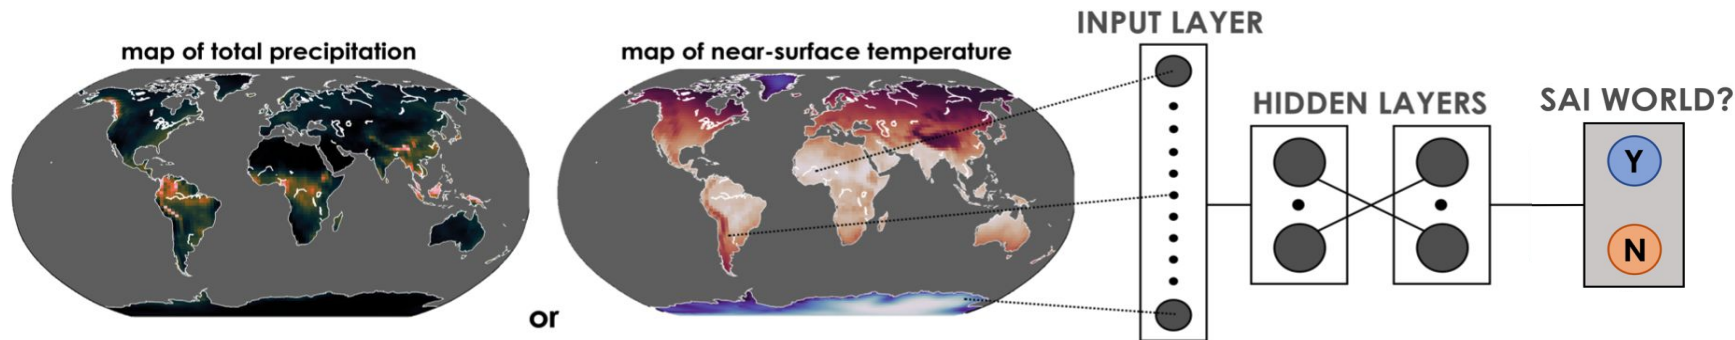 map of total precipitation
or
map of near-surface temperature
INPUT LAYER
HIDDEN LAYERS
SAI WORLD?
Y
N